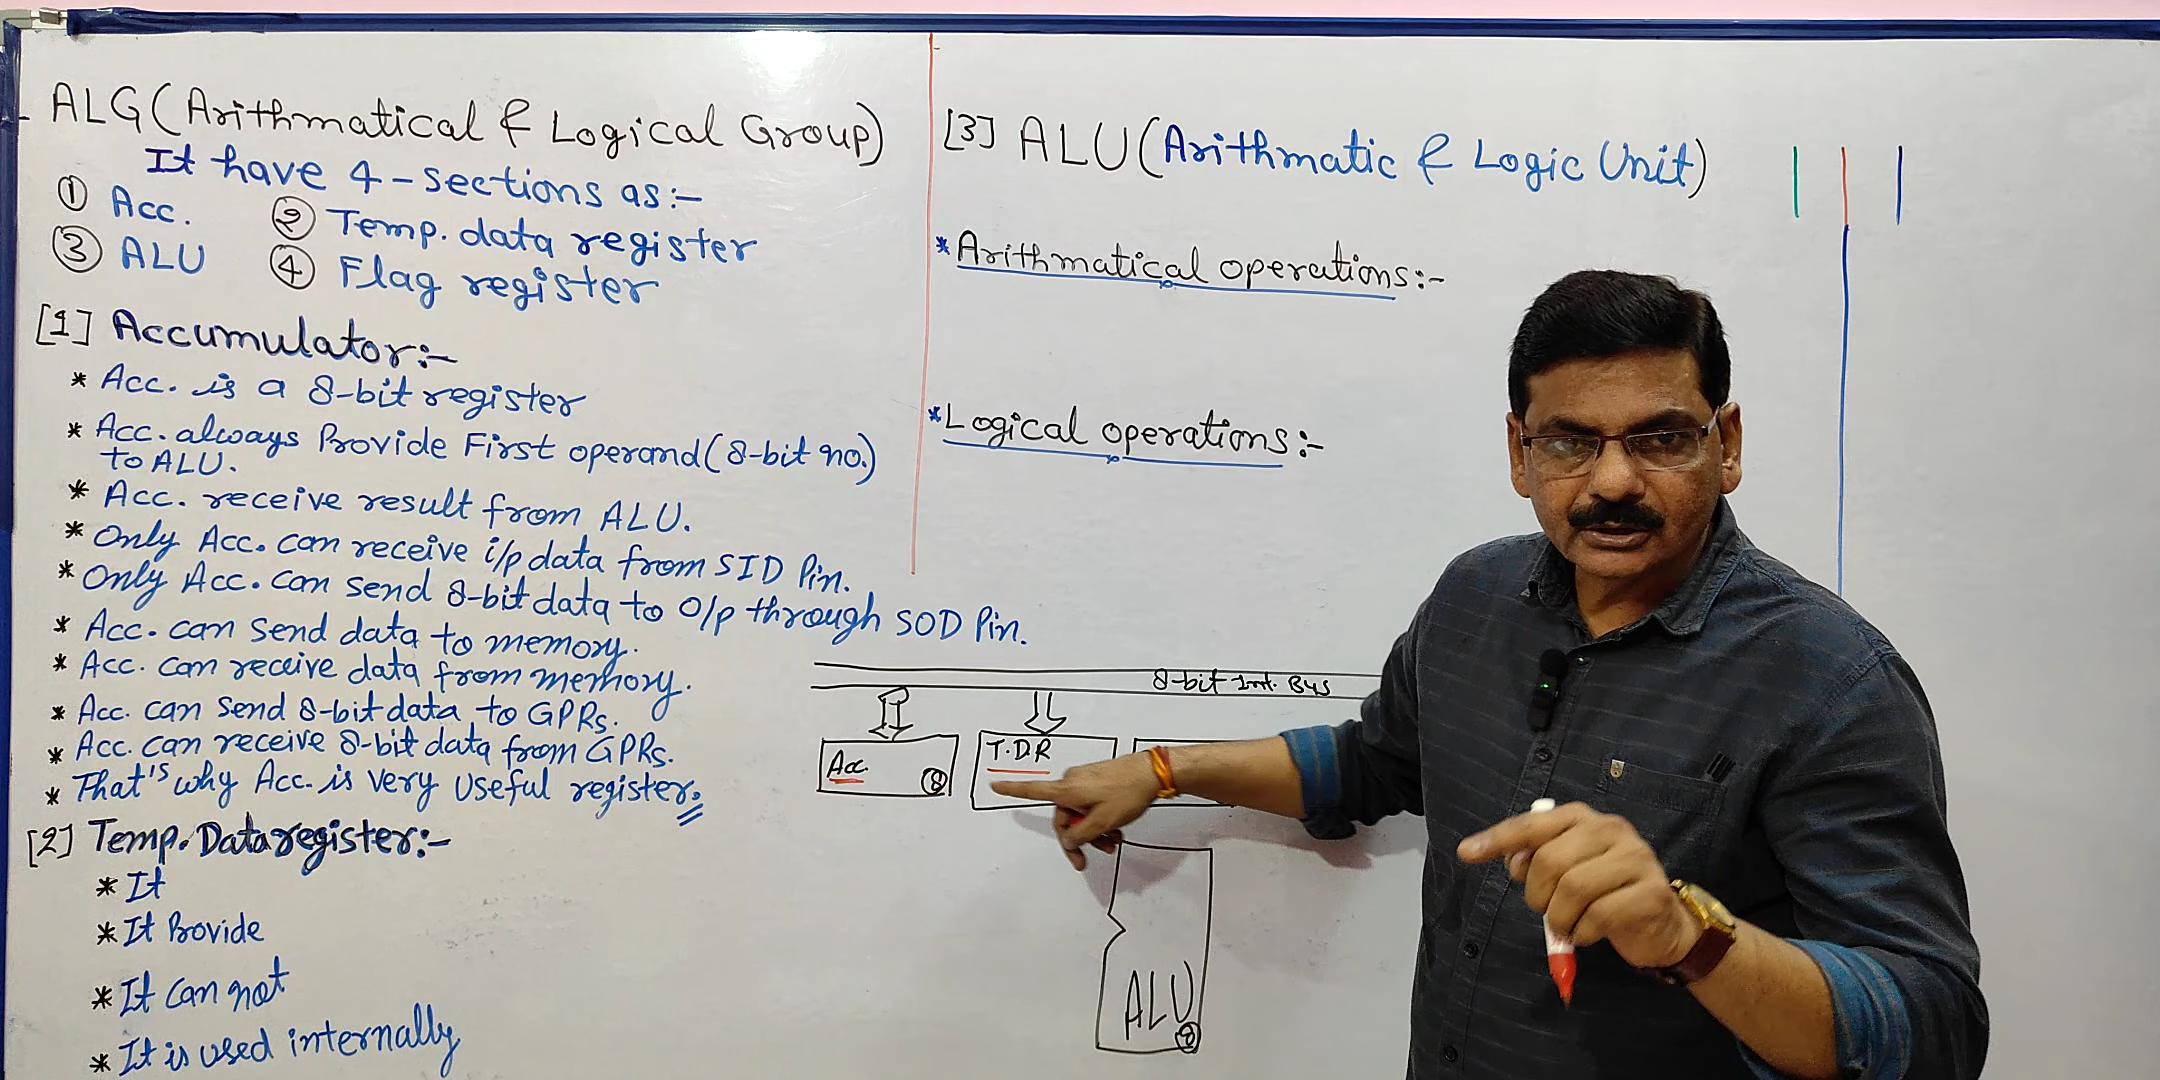 ALG (Arithmatical & Logical Group)
It have 4-sections as:-
① Acc. ② Temp. data register
③ ALU ④ Flag register
[1] Accumulator:-
* Acc. is a 8-bit register
* Acc. always Provide First operand (8-bit no.)
to ALU.
* Acc. receive result from ALU.
* Only Acc. can receive i/p data from SID Pin.
* Only Acc. can send 8-bit data to O/p through SOD Pin.
* Acc. can send data to memory.
* Acc. can receive data from memory.
* Acc. can send 8-bit data to GPRs.
* Acc. can receive 8-bit data from GPRs.
* That's why Acc. is very useful register.
[2] Temp. Data register:-
* It
* It Provide
* It can not
* It is used internally
[3] ALU (Arithmatic & Logic Unit)
* Arithmatical operations:-
* Logical operations:-
8-bit Int. Bus
Acc. ⑧
T.D.R
ALU ⑧